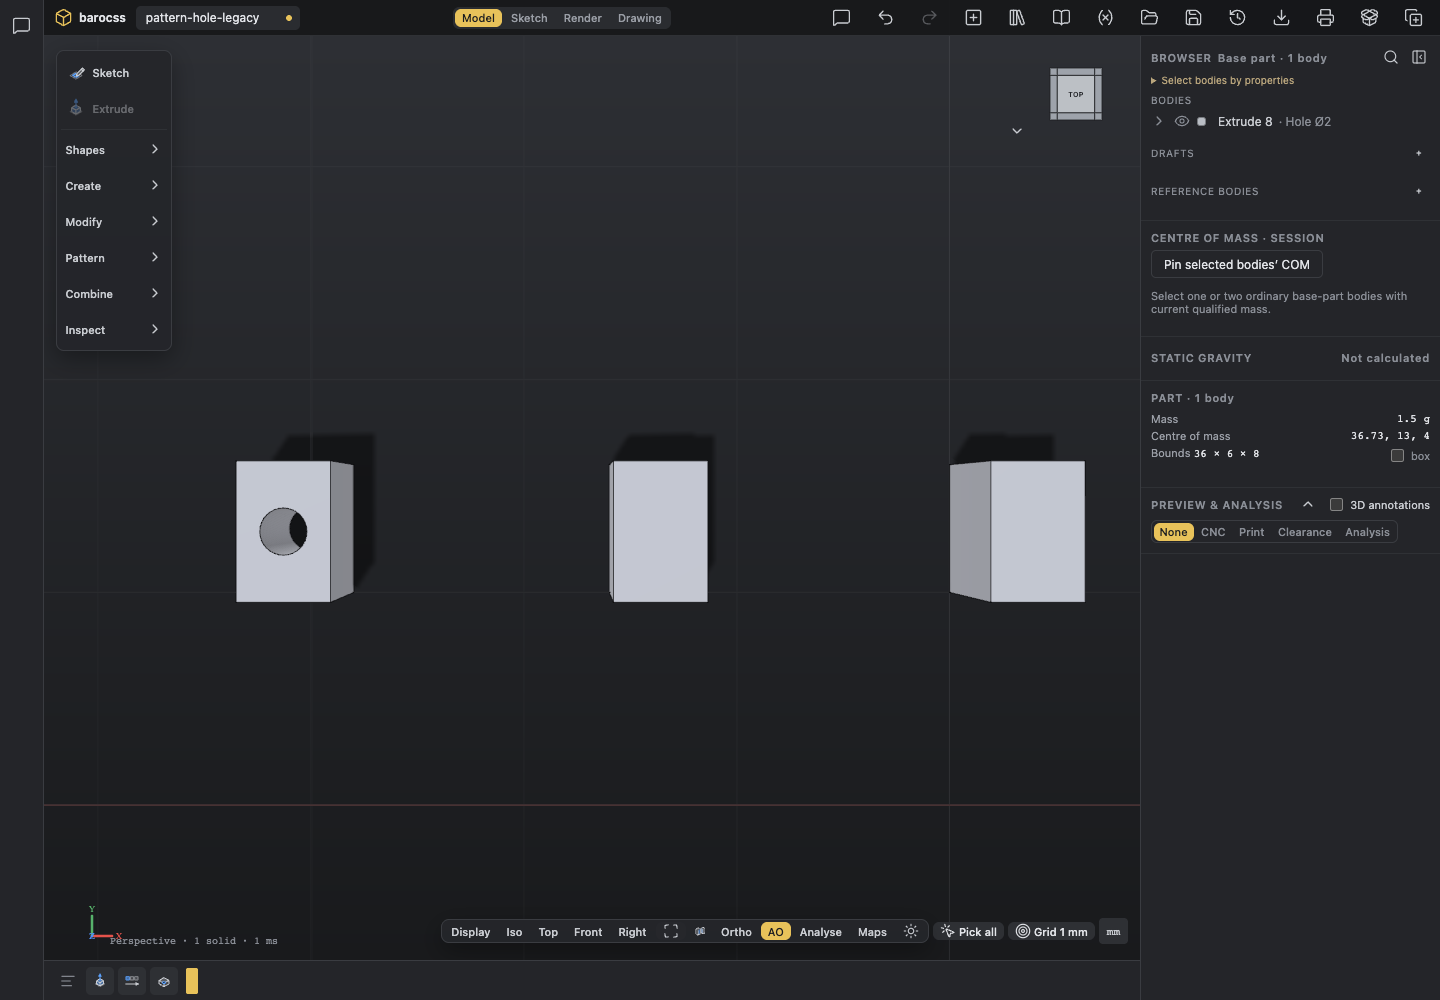 barocss
pattern-hole-legacy
Model Sketch Render Drawing
Sketch
Extrude
Shapes
Create
Modify
Pattern
Combine
Inspect
TOP
BROWSER Base part · 1 body
Select bodies by properties
BODIES
Extrude 8 · Hole Ø2
DRAFTS
REFERENCE BODIES
CENTRE OF MASS · SESSION
Pin selected bodies’ COM
Select one or two ordinary base-part bodies with
current qualified mass.
STATIC GRAVITY Not calculated
PART · 1 body
Mass 1.5 g
Centre of mass 36.73, 13, 4
Bounds 36 × 6 × 8 box
PREVIEW & ANALYSIS 3D annotations
None CNC Print Clearance Analysis
Y
Z X
Perspective · 1 solid · 1 ms
Display Iso Top Front Right Ortho AO Analyse Maps Pick all Grid 1 mm mm